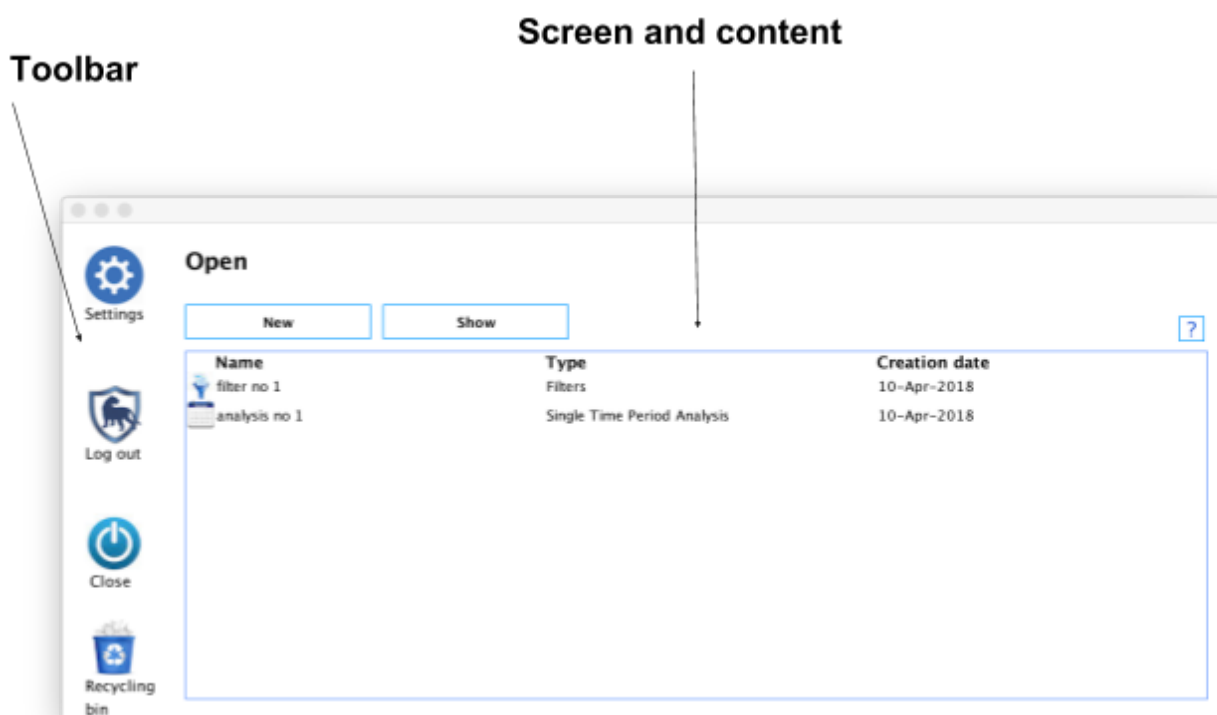 Screen and content
Toolbar
Open
Settings
New Show
?
Name Type Creation date
filter no 1 Filters 10-Apr-2018
analysis no 1 Single Time Period Analysis 10-Apr-2018
Log out
Close
Recycling
bin